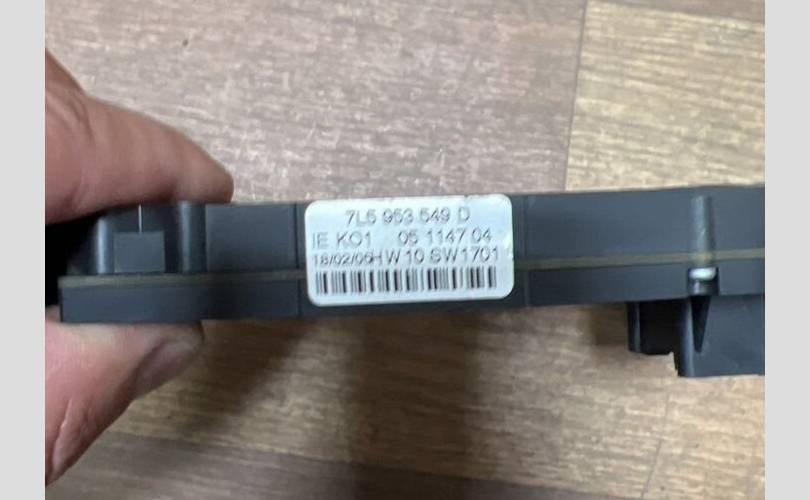 7L5 953 549 D
IE KO1 05 1147 04
18/02/05HW 10 SW1701